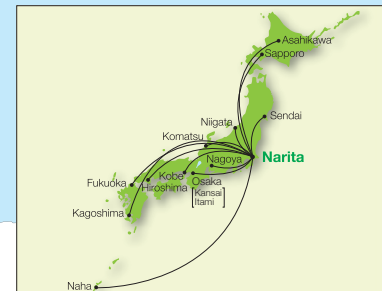 Asahikawa
Sapporo
Sendai
Niigata
Komatsu
Narita
Nagoya
Kobe
Osaka
Fukuoka
Hiroshima
[Kansai
Itami]
Kagoshima
Naha